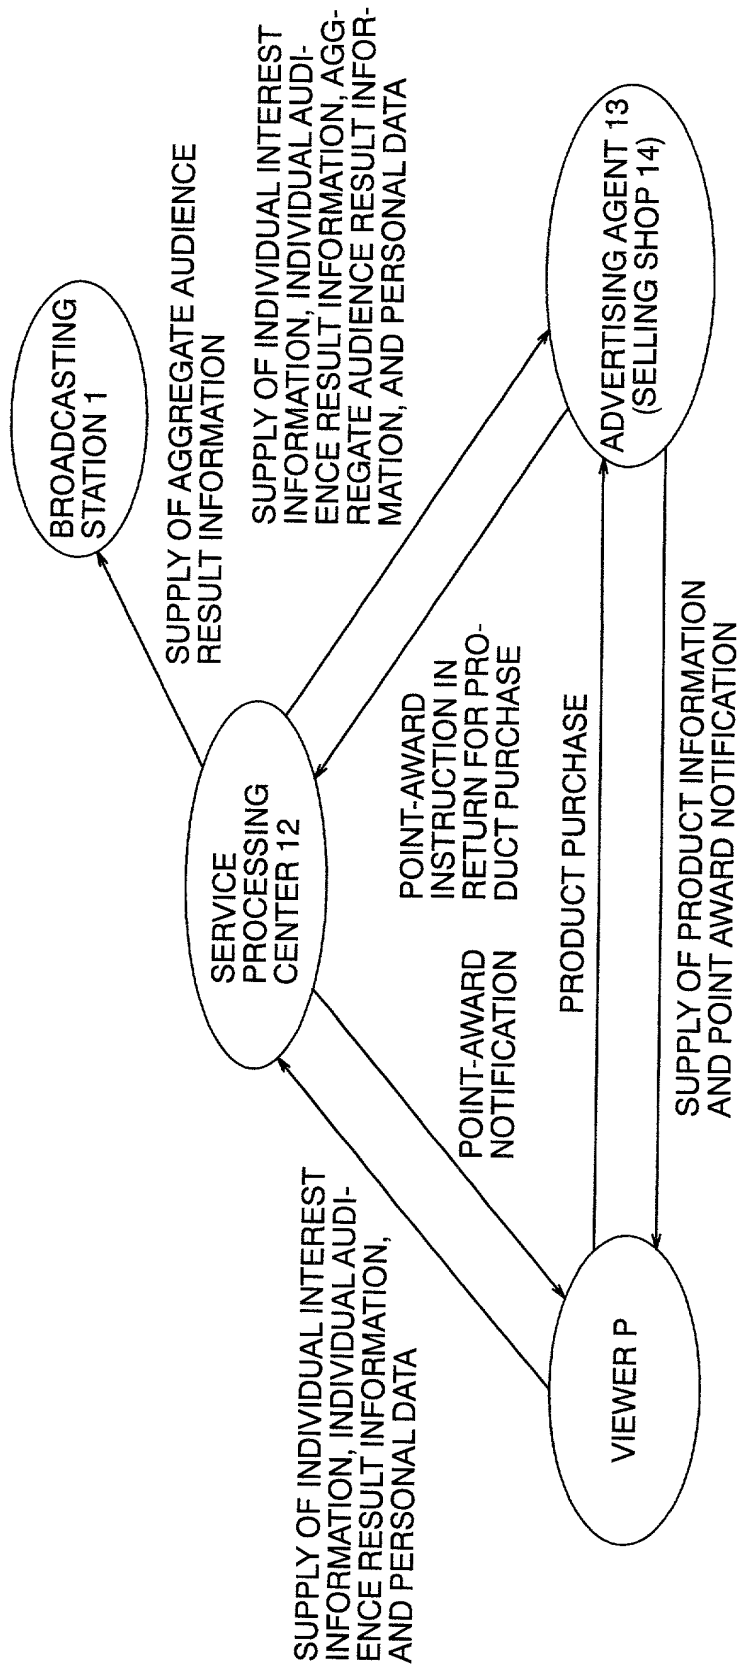 BROADCASTING
STATION 1
SUPPLY OF AGGREGATE AUDIENCE
RESULT INFORMATION
SUPPLY OF INDIVIDUAL INTEREST
INFORMATION, INDIVIDUAL AUDI-
ENCE RESULT INFORMATION, AGG-
REGATE AUDIENCE RESULT INFOR-
MATION, AND PERSONAL DATA
SERVICE
PROCESSING
CENTER 12
SUPPLY OF INDIVIDUAL INTEREST
INFORMATION, INDIVIDUAL AUDI-
ENCE RESULT INFORMATION,
AND PERSONAL DATA
POINT-AWARD
NOTIFICATION
POINT-AWARD
INSTRUCTION IN
RETURN FOR PRO-
DUCT PURCHASE
PRODUCT PURCHASE
VIEWER P
ADVERTISING AGENT 13
(SELLING SHOP 14)
SUPPLY OF PRODUCT INFORMATION
AND POINT AWARD NOTIFICATION